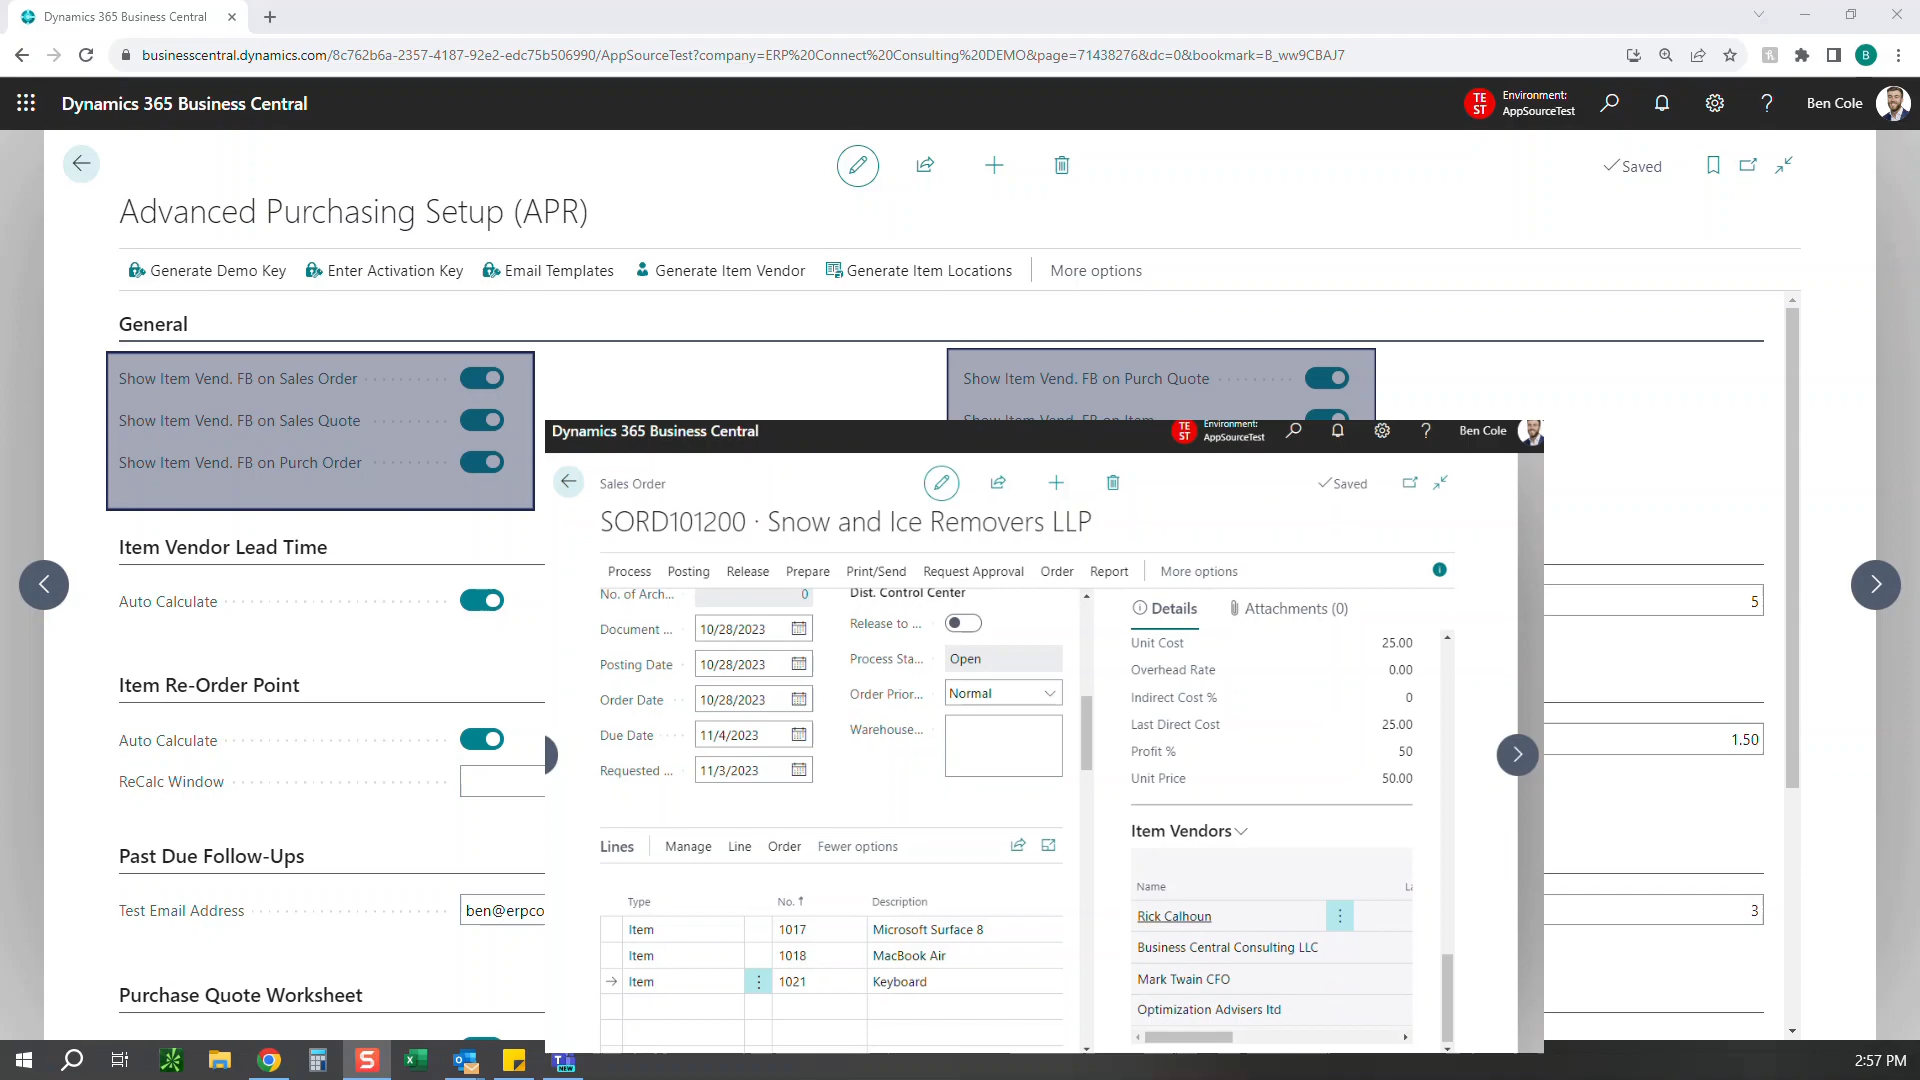 Dynamics 365 Business Central
businesscentral.dynamics.com/8c762b6a-2357-4187-92e2-edc75b506990/AppSourceTest?company=ERP%20Connect%20Consulting%20DEMO&page=71438276&dc=0&bookmark=B_ww9CBAJ7
B
Dynamics 365 Business Central
TE
ST
Environment:
AppSourceTest
?
Ben Cole
Saved
Advanced Purchasing Setup (APR)
Generate Demo Key
Enter Activation Key
Email Templates
Generate Item Vendor
Generate Item Locations
More options
General
Show Item Vend. FB on Sales Order
Show Item Vend. FB on Purch Quote
Show Item Vend. FB on Sales Quote
Show Item Vend. FB on Item
Show Item Vend. FB on Purch Order
Item Vendor Lead Time
Auto Calculate
5
Item Re-Order Point
Auto Calculate
1.50
ReCalc Window
Past Due Follow-Ups
Test Email Address
ben@erpco
3
Purchase Quote Worksheet
Dynamics 365 Business Central
TE
ST
Environment:
AppSourceTest
?
Ben Cole
Sales Order
Saved
SORD101200 · Snow and Ice Removers LLP
Process
Posting
Release
Prepare
Print/Send
Request Approval
Order
Report
More options
No. of Arch...
0
Document ...
10/28/2023
Posting Date
10/28/2023
Order Date
10/28/2023
Due Date
11/4/2023
Requested ...
11/3/2023
Dist. Control Center
Release to ...
Process Sta...
Open
Order Prior...
Normal
Warehouse...
Details
Attachments (0)
Unit Cost
25.00
Overhead Rate
0.00
Indirect Cost %
0
Last Direct Cost
25.00
Profit %
50
Unit Price
50.00
Lines
Manage
Line
Order
Fewer options
Type
No. ↑
Description
Item
1017
Microsoft Surface 8
Item
1018
MacBook Air
Item
1021
Keyboard
Item Vendors
Name
Rick Calhoun
Business Central Consulting LLC
Mark Twain CFO
Optimization Advisers ltd
S
NEW
2:57 PM